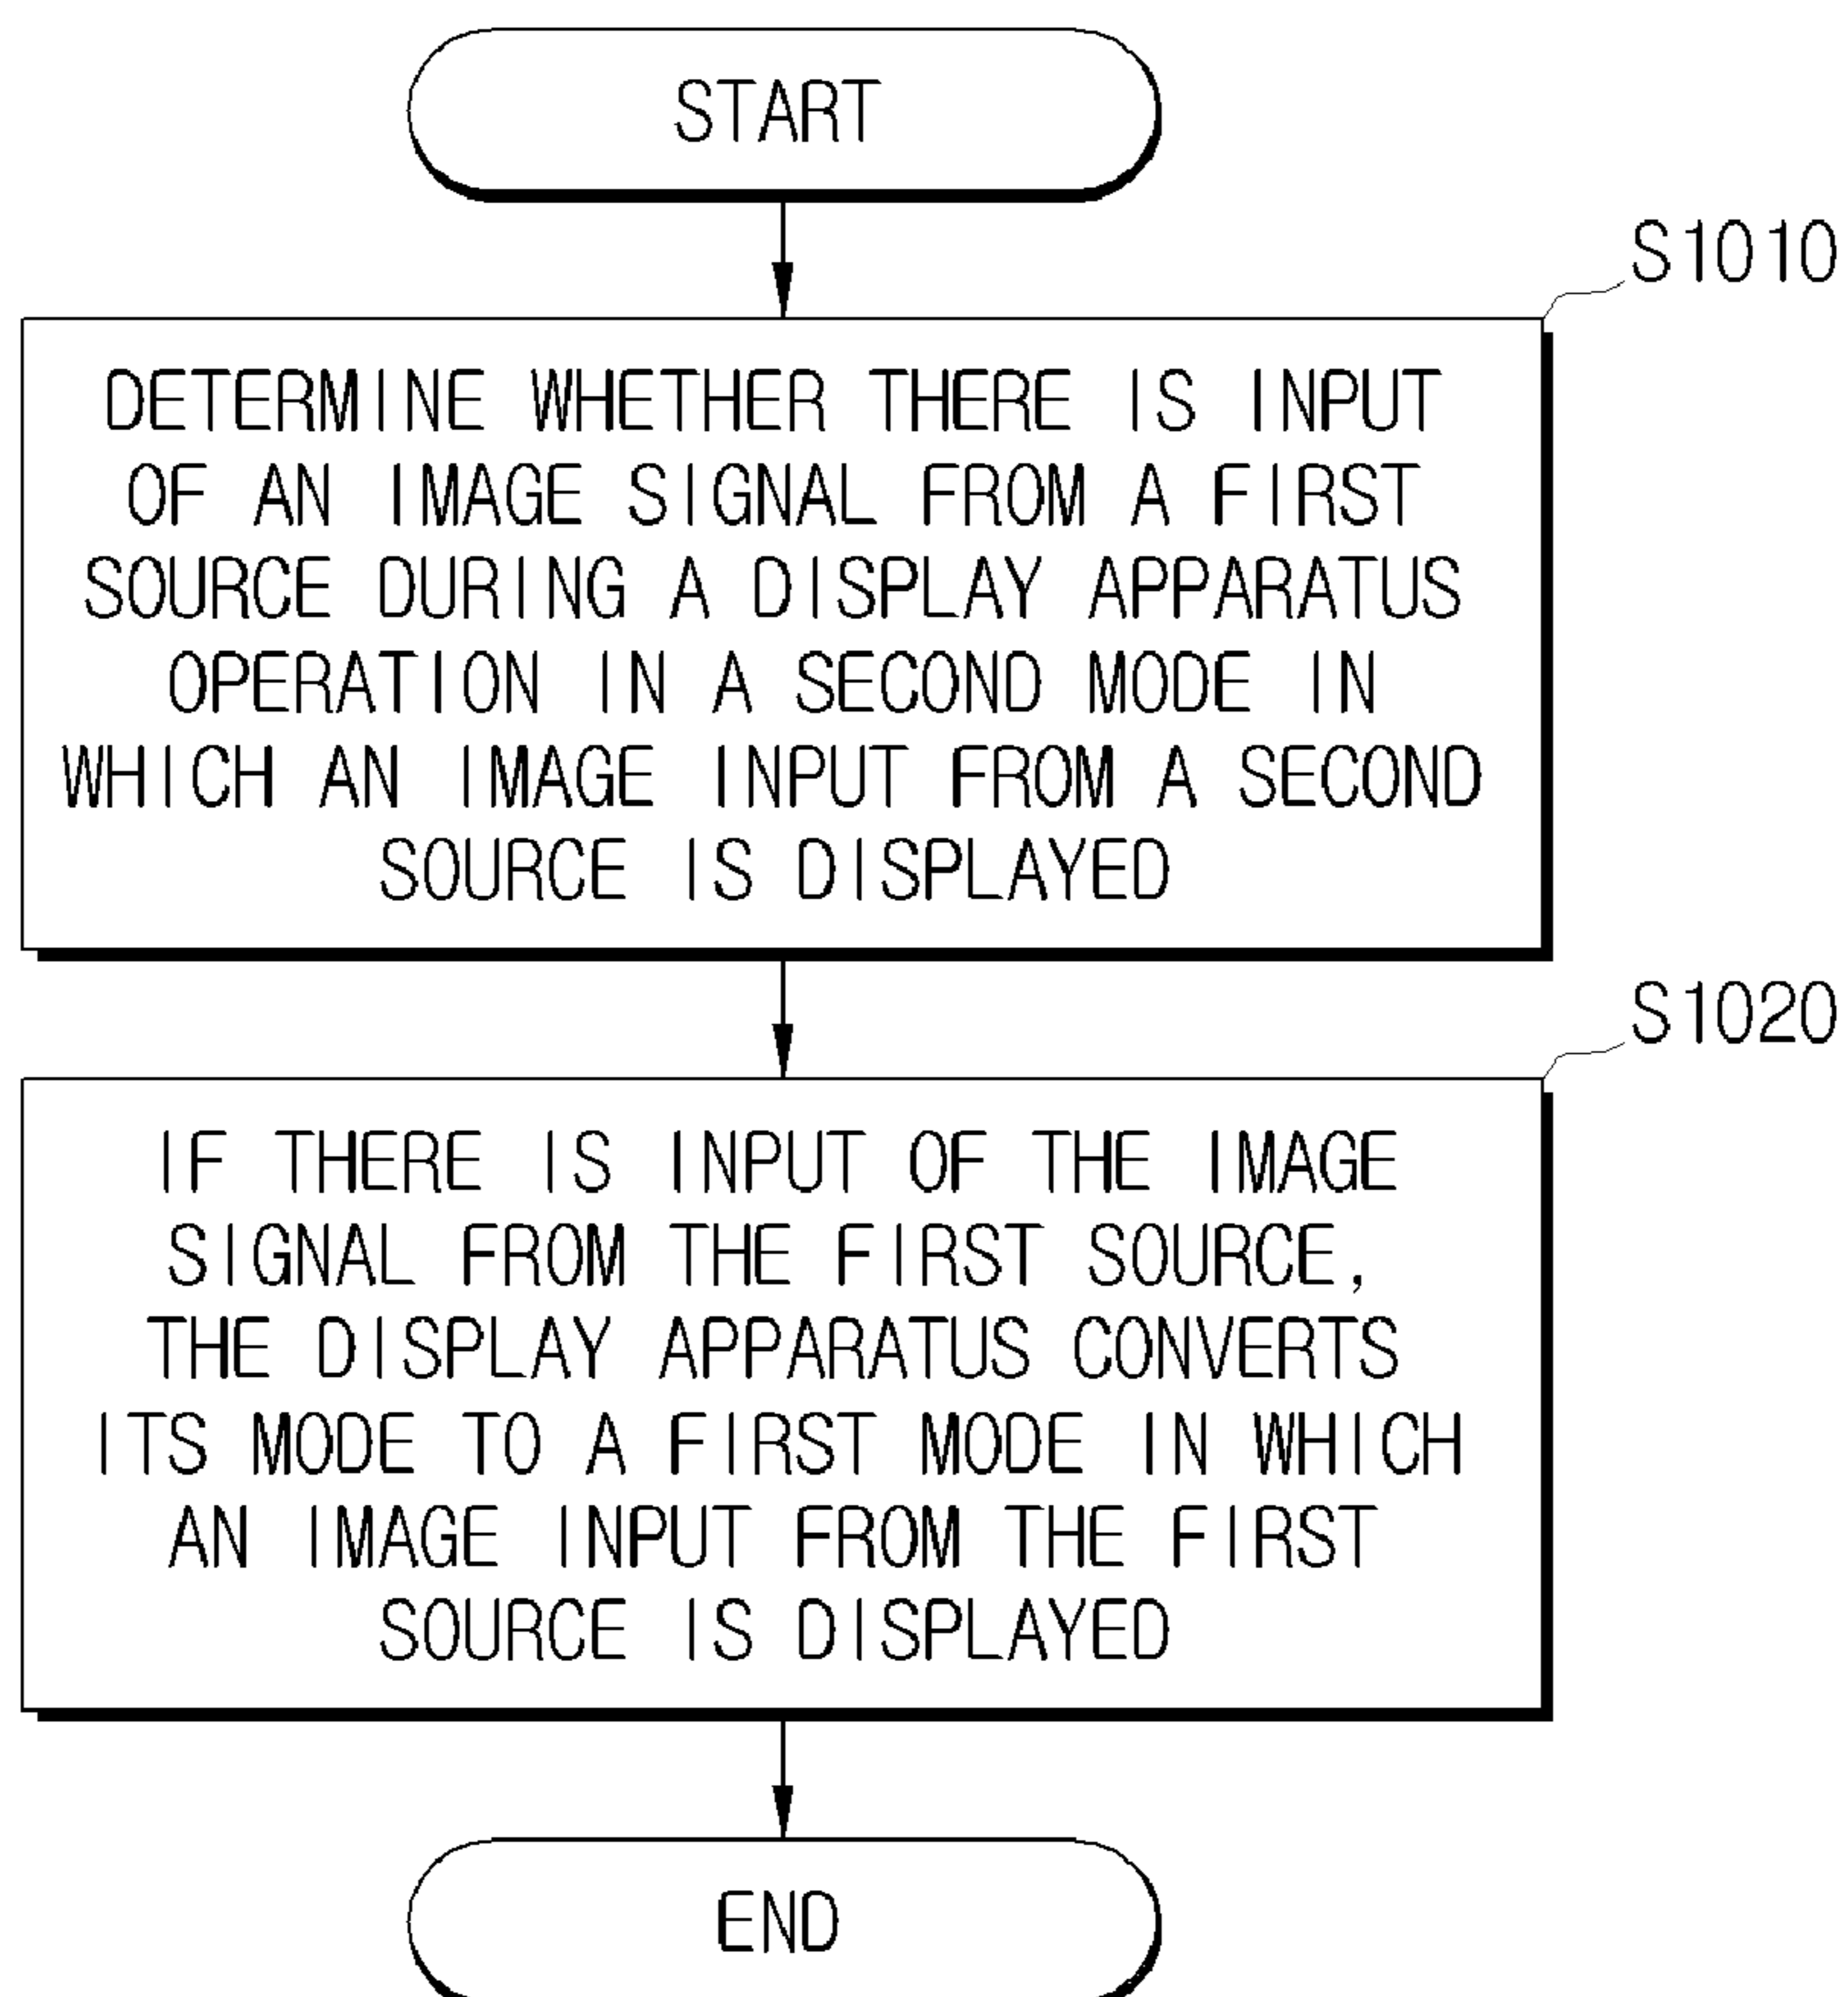 START
S1010
DETERMINE WHETHER THERE IS INPUT
OF AN IMAGE SIGNAL FROM A FIRST
SOURCE DURING A DISPLAY APPARATUS
OPERATION IN A SECOND MODE IN
WHICH AN IMAGE INPUT FROM A SECOND
SOURCE IS DISPLAYED
S1020
IF THERE IS INPUT OF THE IMAGE
SIGNAL FROM THE FIRST SOURCE,
THE DISPLAY APPARATUS CONVERTS
ITS MODE TO A FIRST MODE IN WHICH
AN IMAGE INPUT FROM THE FIRST
SOURCE IS DISPLAYED
END